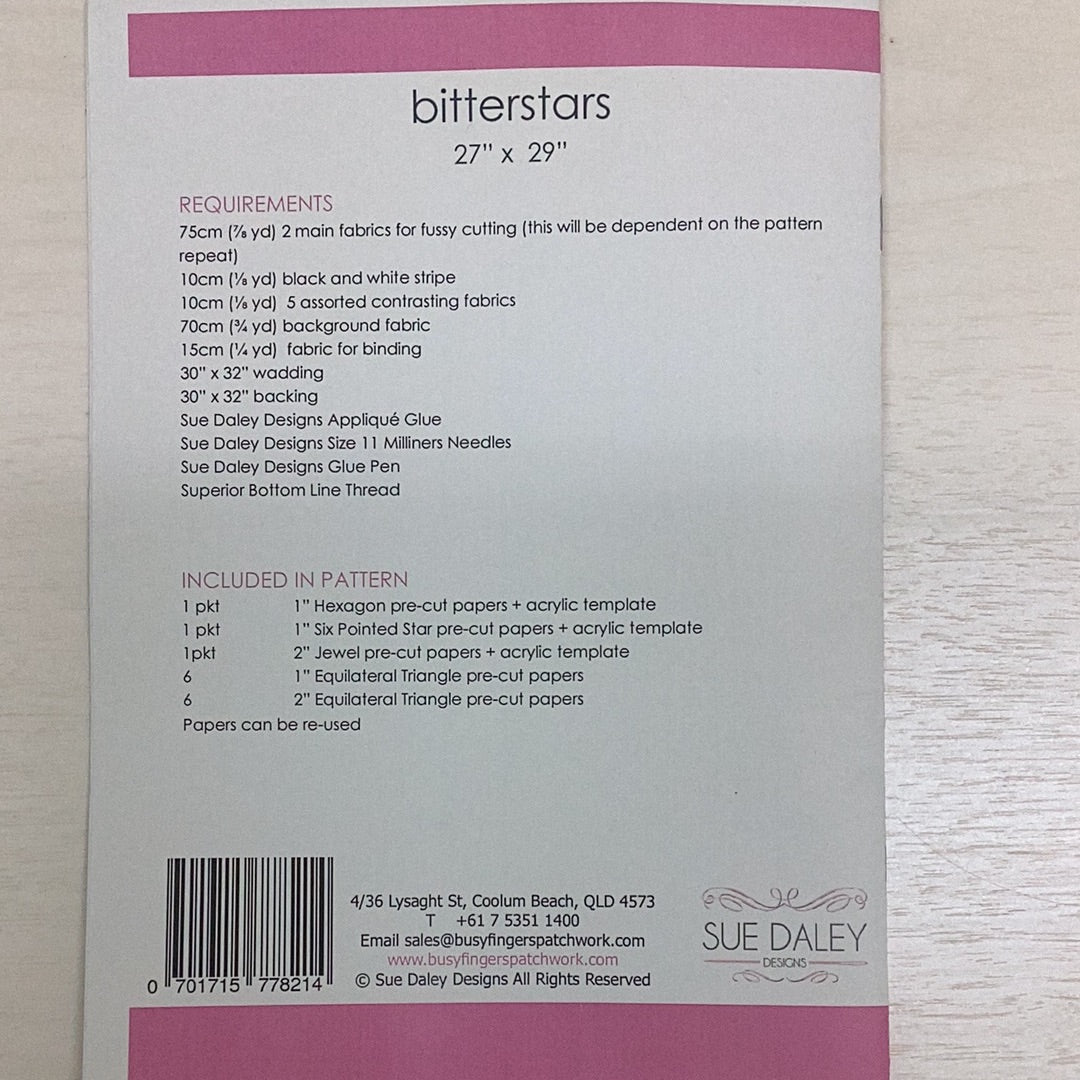 bitterstars
27" x 29"
REQUIREMENTS
75cm (⅞ yd) 2 main fabrics for fussy cutting (this will be dependent on the pattern
repeat)
10cm (⅛ yd) black and white stripe
10cm (⅛ yd) 5 assorted contrasting fabrics
70cm (¾ yd) background fabric
15cm (¼ yd) fabric for binding
30" x 32" wadding
30" x 32" backing
Sue Daley Designs Appliqué Glue
Sue Daley Designs Size 11 Milliners Needles
Sue Daley Designs Glue Pen
Superior Bottom Line Thread
INCLUDED IN PATTERN
1 pkt 1" Hexagon pre-cut papers + acrylic template
1 pkt 1" Six Pointed Star pre-cut papers + acrylic template
1pkt 2" Jewel pre-cut papers + acrylic template
6 1" Equilateral Triangle pre-cut papers
6 2" Equilateral Triangle pre-cut papers
Papers can be re-used
0 701715 778214
4/36 Lysaght St, Coolum Beach, QLD 4573
T +61 7 5351 1400
Email sales@busyfingerspatchwork.com
www.busyfingerspatchwork.com
© Sue Daley Designs All Rights Reserved
SUE DALEY
DESIGNS